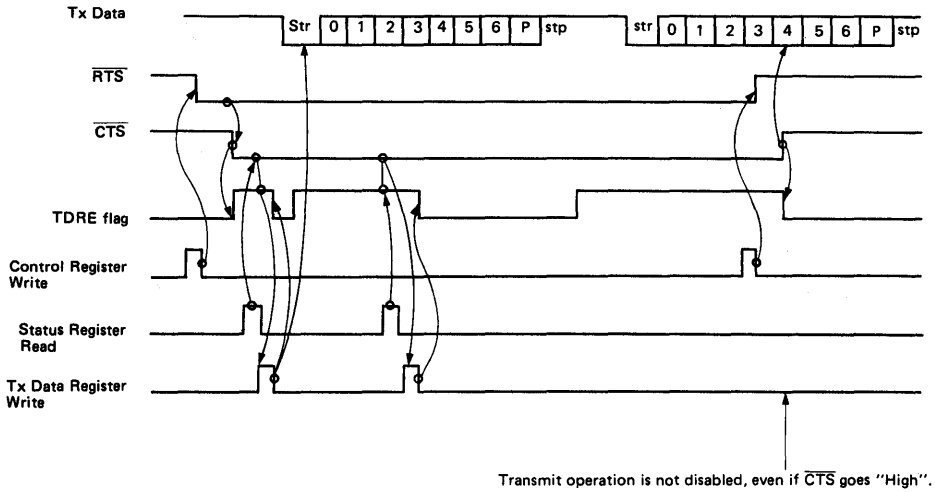 Tx Data
Str 0 1 2 3 4 5 6 P stp str 0 1 2 3 4 5 6 P stp
RTS
CTS
TDRE flag
Control Register
Write
Status Register
Read
Tx Data Register
Write
Transmit operation is not disabled, even if CTS goes "High".